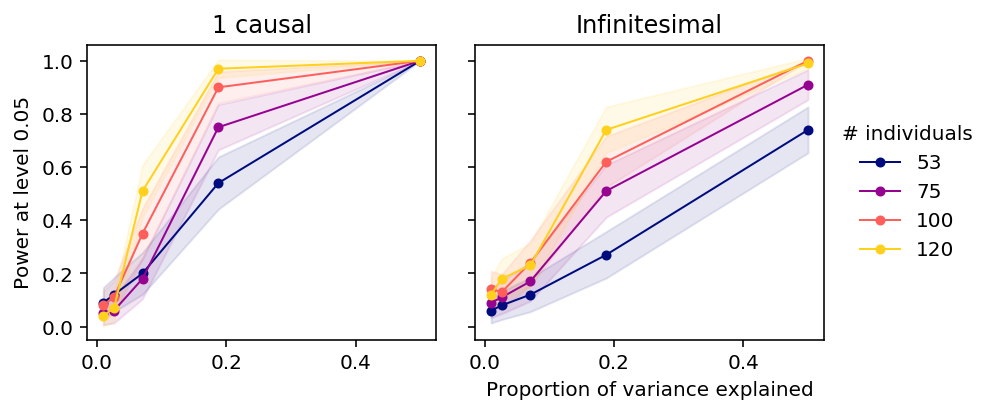 1 causal
Infinitesimal
Power at level 0.05
1.0
0.8
0.6
0.4
0.2
0.0
0.0 0.2 0.4
0.0 0.2 0.4
Proportion of variance explained
# individuals
53
75
100
120